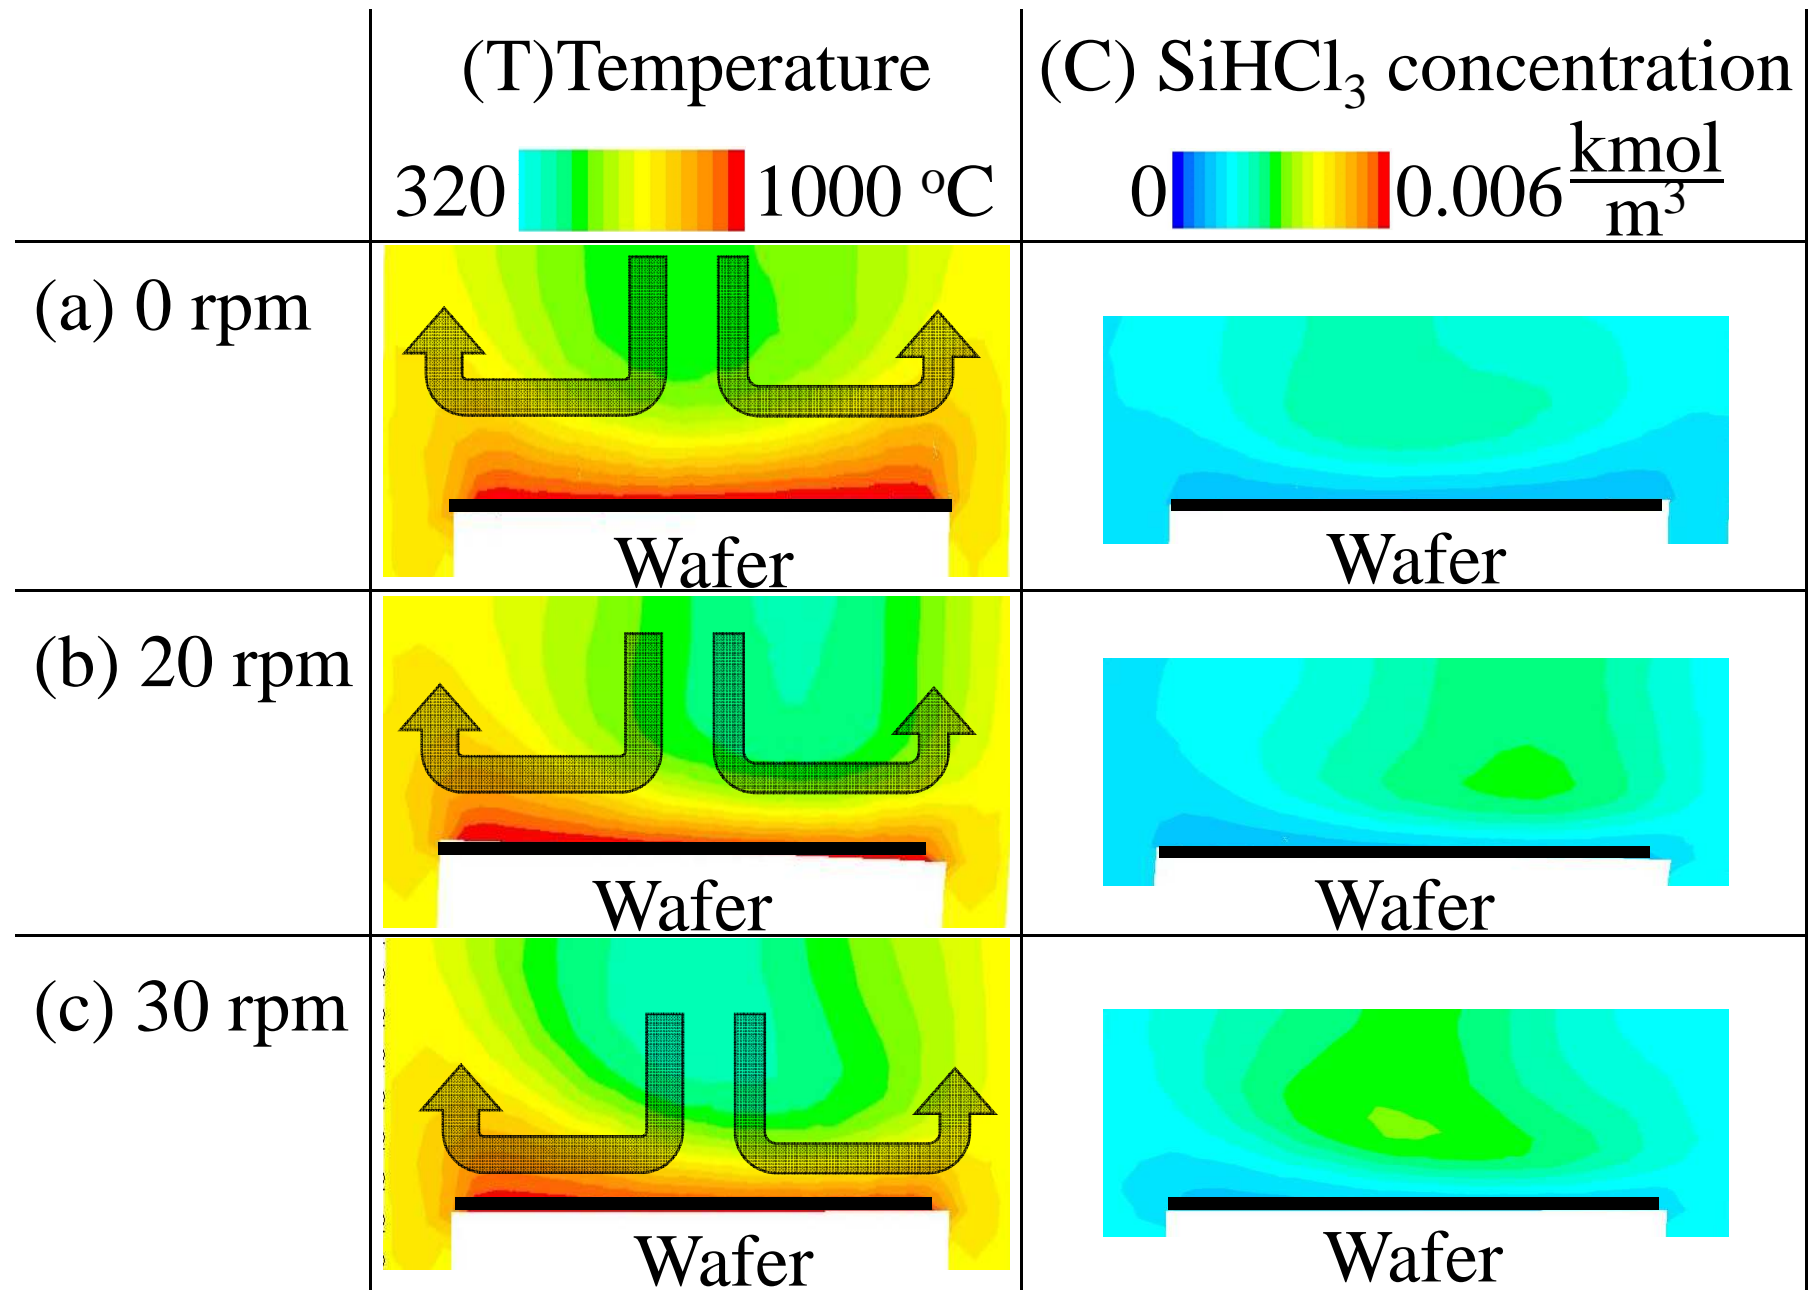 (T)Temperature
(C) SiHCl₃ concentration
320 1000 °C
0 0.006 kmol/m³
(a) 0 rpm
Wafer
Wafer
(b) 20 rpm
Wafer
Wafer
(c) 30 rpm
Wafer
Wafer